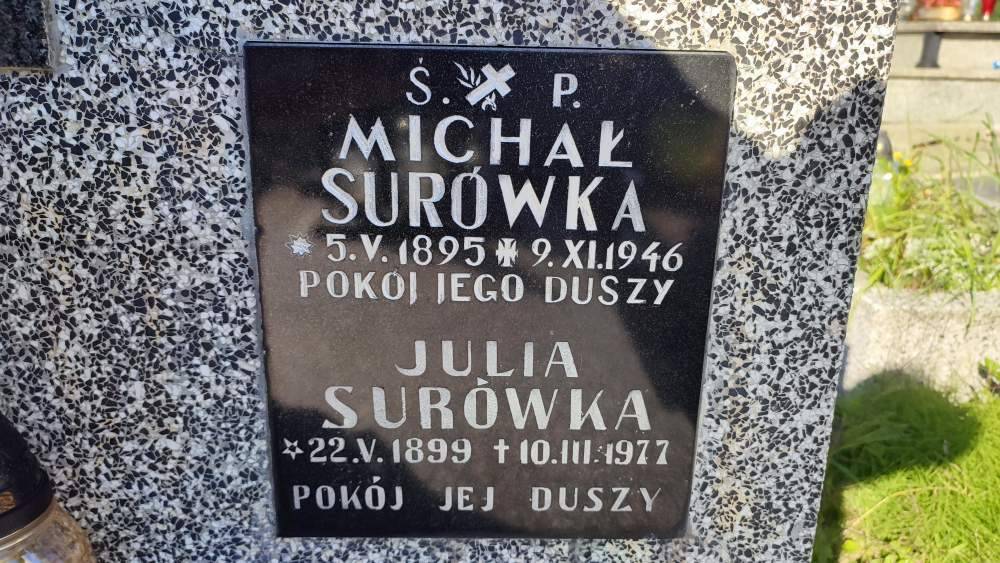 Ś. P.
MICHAŁ
SURÓWKA
* 5.V.1895 ✠ 9.XI.1946
POKÓJ JEGO DUSZY
JULIA
SURÓWKA
* 22.V.1899 † 10.III.1977
POKÓJ JEJ DUSZY